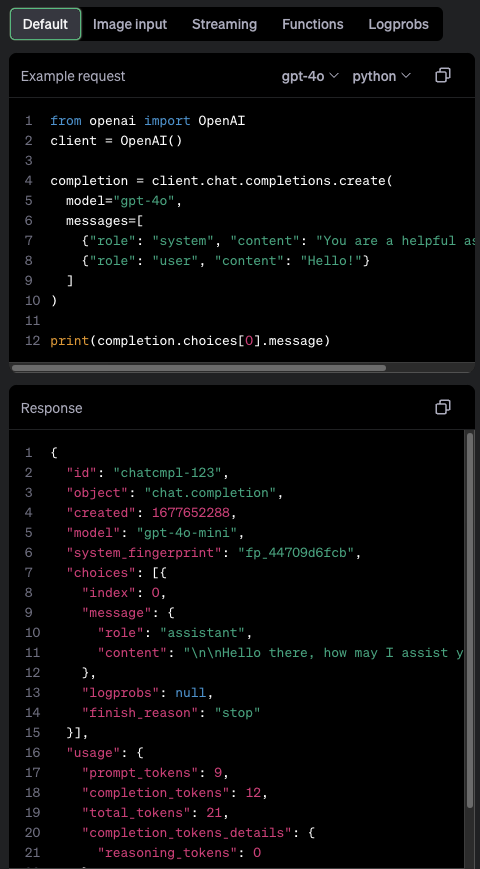 Default Image input Streaming Functions Logprobs
Example request gpt-4o python
1 from openai import OpenAI
2 client = OpenAI()
3
4 completion = client.chat.completions.create(
5   model="gpt-4o",
6   messages=[
7     {"role": "system", "content": "You are a helpful as
8     {"role": "user", "content": "Hello!"}
9   ]
10 )
11
12 print(completion.choices[0].message)
Response
1 {
2   "id": "chatcmpl-123",
3   "object": "chat.completion",
4   "created": 1677652288,
5   "model": "gpt-4o-mini",
6   "system_fingerprint": "fp_44709d6fcb",
7   "choices": [{
8     "index": 0,
9     "message": {
10       "role": "assistant",
11       "content": "\n\nHello there, how may I assist y
12     },
13     "logprobs": null,
14     "finish_reason": "stop"
15   }],
16   "usage": {
17     "prompt_tokens": 9,
18     "completion_tokens": 12,
19     "total_tokens": 21,
20     "completion_tokens_details": {
21       "reasoning_tokens": 0